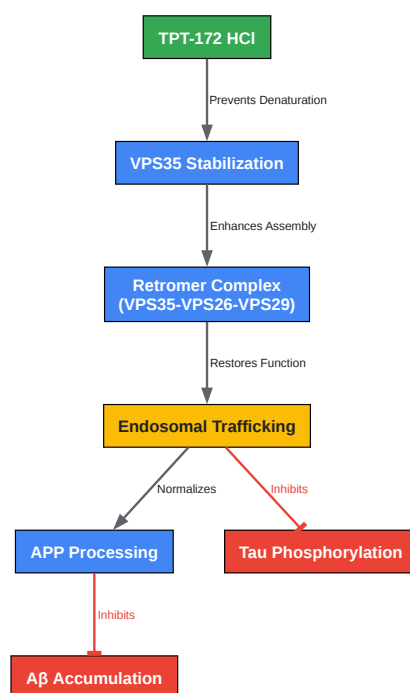 TPT-172 HCl
Prevents Denaturation
VPS35 Stabilization
Enhances Assembly
Retromer Complex
(VPS35-VPS26-VPS29)
Restores Function
Endosomal Trafficking
Normalizes
Inhibits
APP Processing
Tau Phosphorylation
Inhibits
Aβ Accumulation